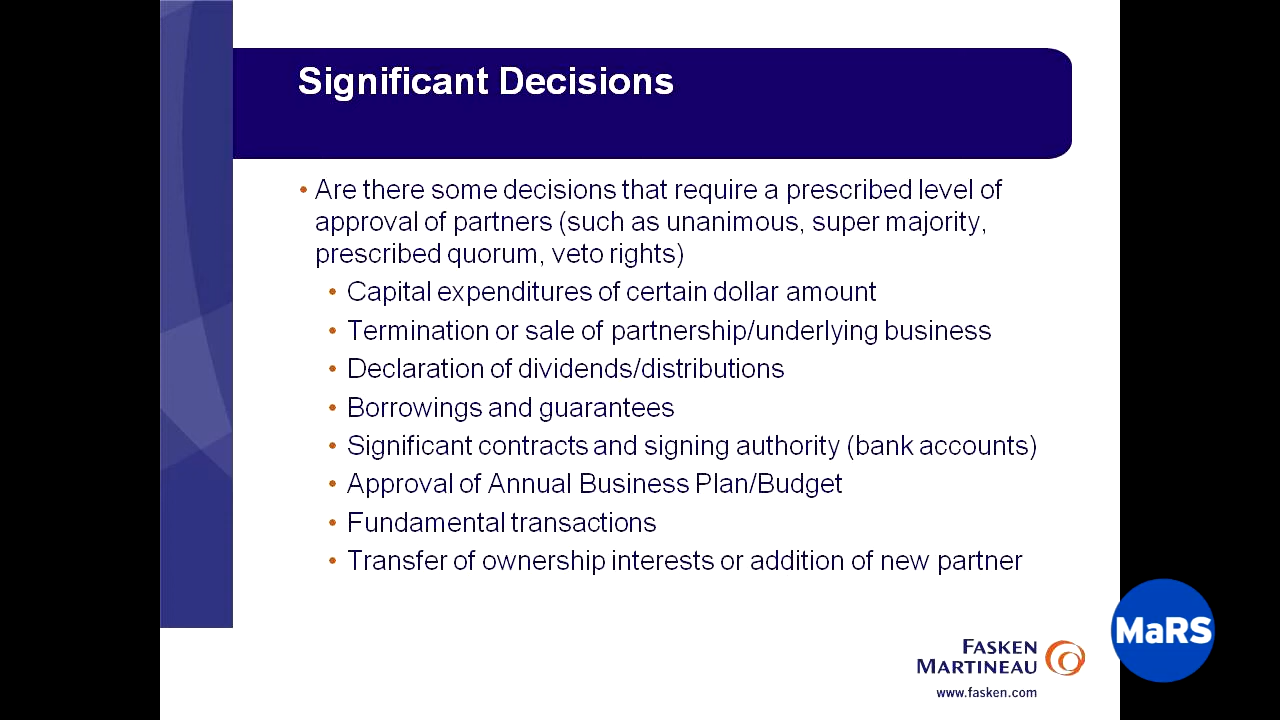 Significant Decisions
• Are there some decisions that require a prescribed level of
approval of partners (such as unanimous, super majority,
prescribed quorum, veto rights)
• Capital expenditures of certain dollar amount
• Termination or sale of partnership/underlying business
• Declaration of dividends/distributions
• Borrowings and guarantees
• Significant contracts and signing authority (bank accounts)
• Approval of Annual Business Plan/Budget
• Fundamental transactions
• Transfer of ownership interests or addition of new partner
MaRS
FASKEN
MARTINEAU
www.fasken.com